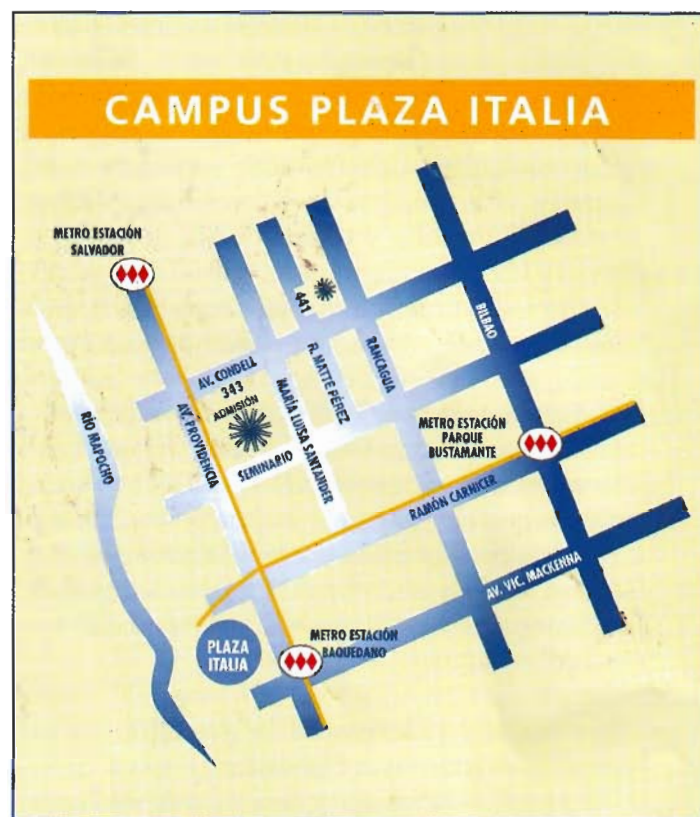 CAMPUS PLAZA ITALIA
METRO ESTACIÓN
SALVADOR
441
BILBAO
AV. CONDELL
343
ADMISIÓN
R. MATTE PÉREZ
RANCAGUA
RÍO MAPOCHO
AV. PROVIDENCIA
MARÍA LUISA SANTANDER
SEMINARIO
METRO ESTACIÓN
PARQUE
BUSTAMANTE
RAMÓN CARNICER
AV. VIC. MACKENNA
PLAZA
ITALIA
METRO ESTACIÓN
BAQUEDANO